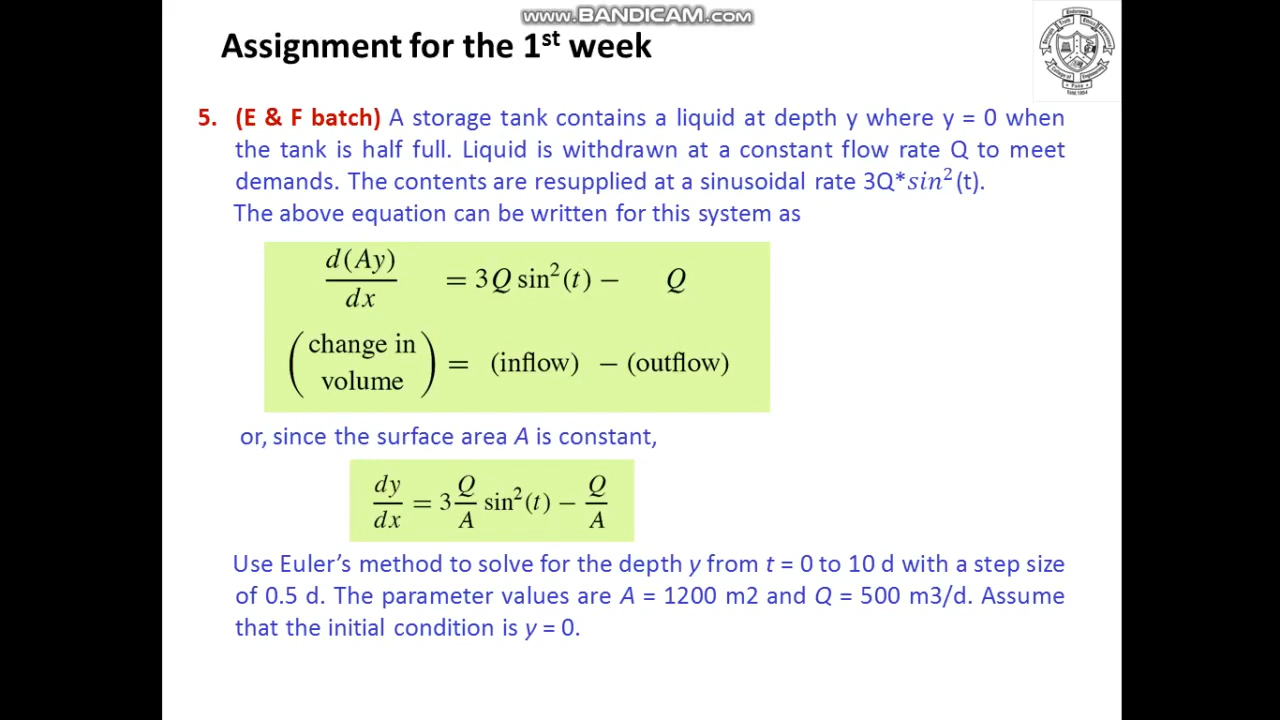 www.BANDICAM.com
Assignment for the 1st week
5. (E & F batch) A storage tank contains a liquid at depth y where y = 0 when
the tank is half full. Liquid is withdrawn at a constant flow rate Q to meet
demands. The contents are resupplied at a sinusoidal rate 3Q*sin²(t).
The above equation can be written for this system as
d(Ay)/dx = 3Q sin²(t) − Q
(change in volume) = (inflow) − (outflow)
or, since the surface area A is constant,
dy/dx = 3 Q/A sin²(t) − Q/A
Use Euler’s method to solve for the depth y from t = 0 to 10 d with a step size
of 0.5 d. The parameter values are A = 1200 m2 and Q = 500 m3/d. Assume
that the initial condition is y = 0.